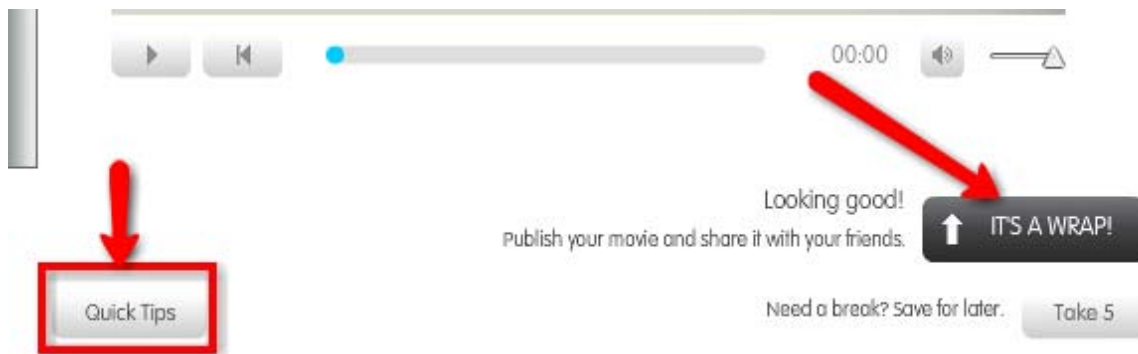 00:00
Looking good!
Publish your movie and share it with your friends.
IT'S A WRAP!
Quick Tips
Need a break? Save for later.
Take 5